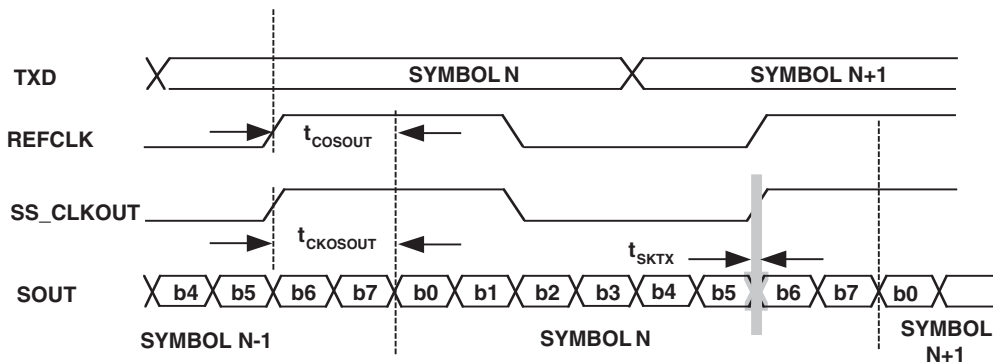 TXD SYMBOL N SYMBOL N+1
REFCLK tCOSOUT
SS_CLKOUT tCKOSOUT
tSKTX
SOUT b4 b5 b6 b7 b0 b1 b2 b3 b4 b5 b6 b7 b0
SYMBOL N-1 SYMBOL N SYMBOL
N+1